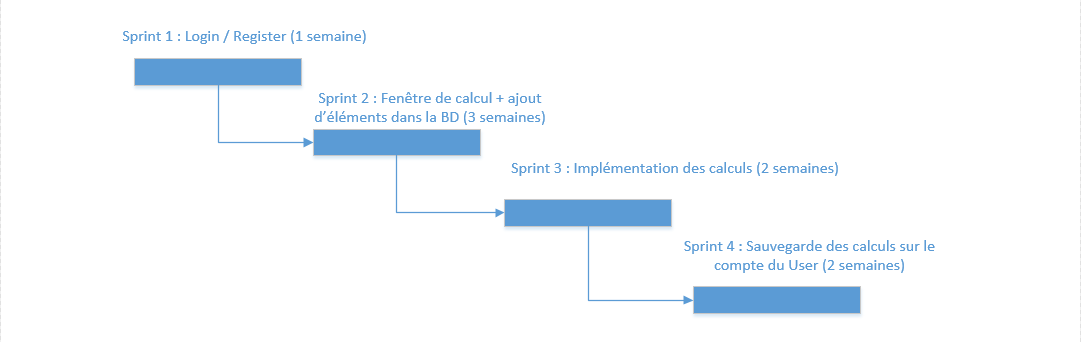 Sprint 1 : Login / Register (1 semaine)
Sprint 2 : Fenêtre de calcul + ajout
d’éléments dans la BD (3 semaines)
Sprint 3 : Implémentation des calculs (2 semaines)
Sprint 4 : Sauvegarde des calculs sur le
compte du User (2 semaines)